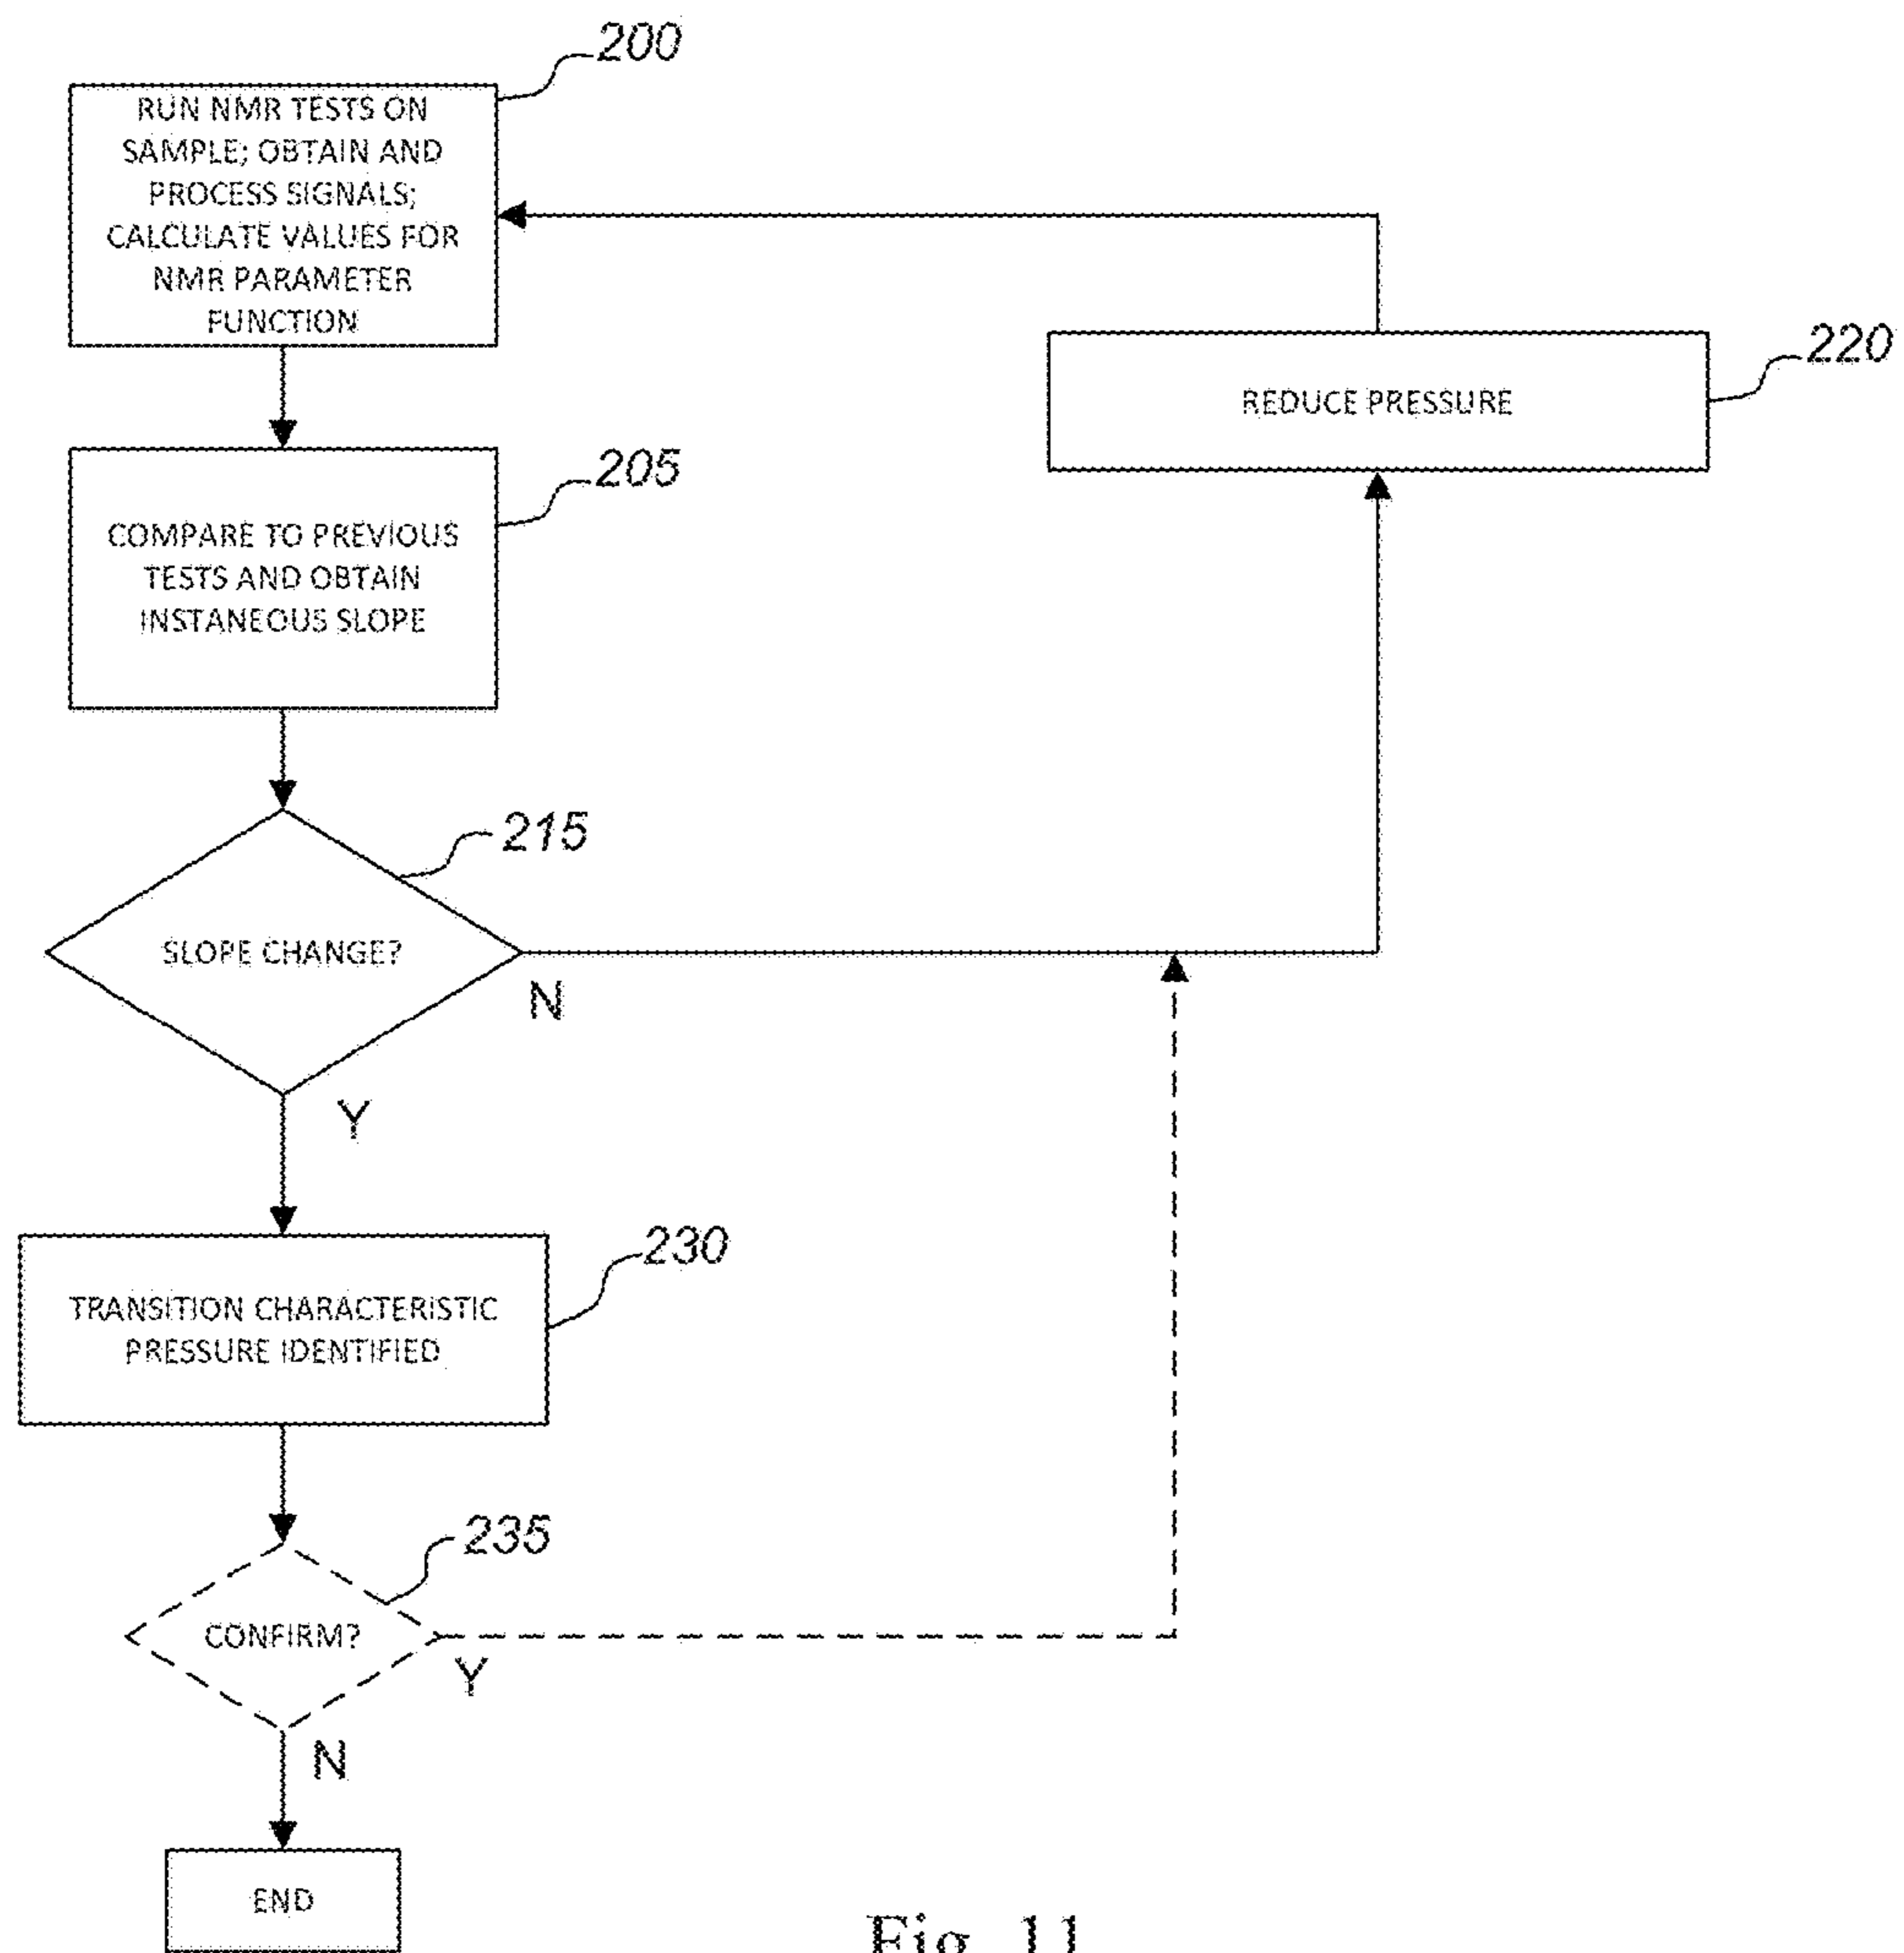 200
RUN NMR TESTS ON
SAMPLE; OBTAIN AND
PROCESS SIGNALS;
CALCULATE VALUES FOR
NMR PARAMETER
FUNCTION
220
REDUCE PRESSURE
205
COMPARE TO PREVIOUS
TESTS AND OBTAIN
INSTANEOUS SLOPE
215
SLOPE CHANGE?
N
Y
230
TRANSITION CHARACTERISTIC
PRESSURE IDENTIFIED
235
CONFIRM?
Y
N
END
Fig. 11